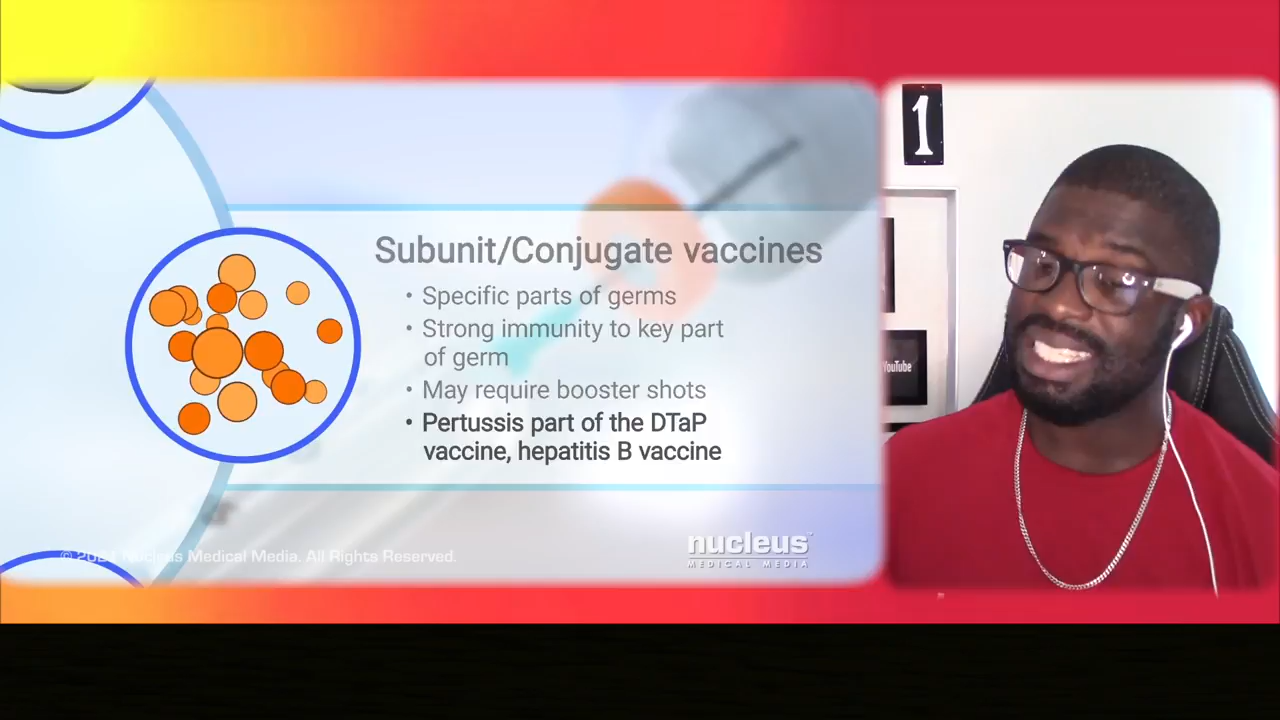 1
Subunit/Conjugate vaccines
• Specific parts of germs
• Strong immunity to key part
of germ
• May require booster shots
• Pertussis part of the DTaP
vaccine, hepatitis B vaccine
YouTube
Nucleus Medical Media. All Rights Reserved.
nucleus
MEDICAL MEDIA